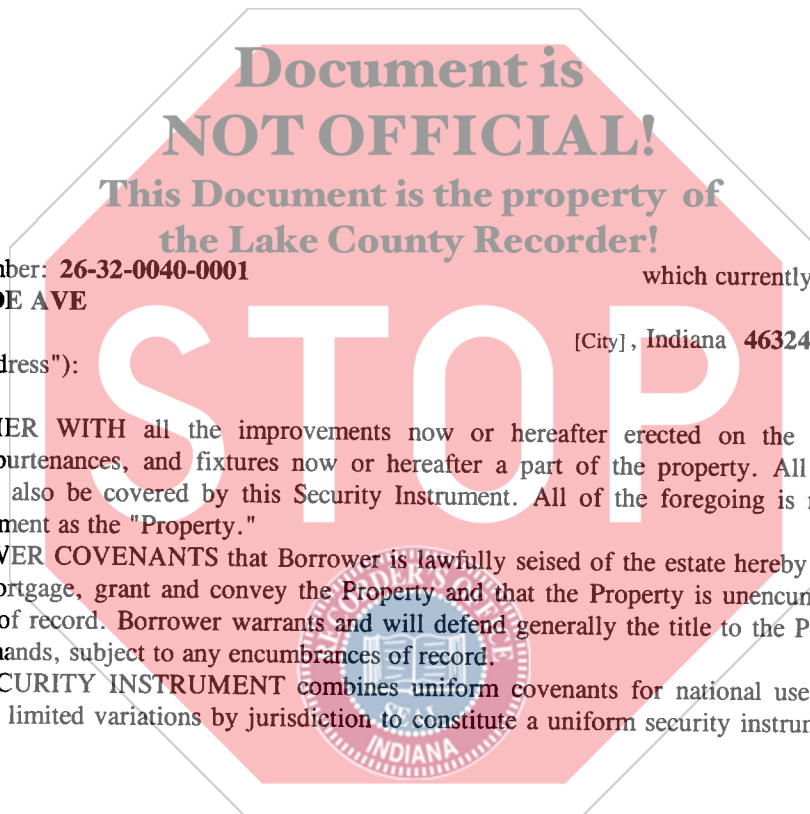 Document is
NOT OFFICIAL!
This Document is the property of
the Lake County Recorder!
ber: 26-32-0040-0001 which currently
DE AVE
[City], Indiana 46324
dress"):
STOP
ER WITH all the improvements now or hereafter erected on the
purtenances, and fixtures now or hereafter a part of the property. All
also be covered by this Security Instrument. All of the foregoing is
ment as the "Property."
VER COVENANTS that Borrower is lawfully seised of the estate hereby
ortgage, grant and convey the Property and that the Property is unencum
of record. Borrower warrants and will defend generally the title to the P
ands, subject to any encumbrances of record.
CURITY INSTRUMENT combines uniform covenants for national use
limited variations by jurisdiction to constitute a uniform security instrum
RECORDER'S OFFICE
SEAL
INDIANA